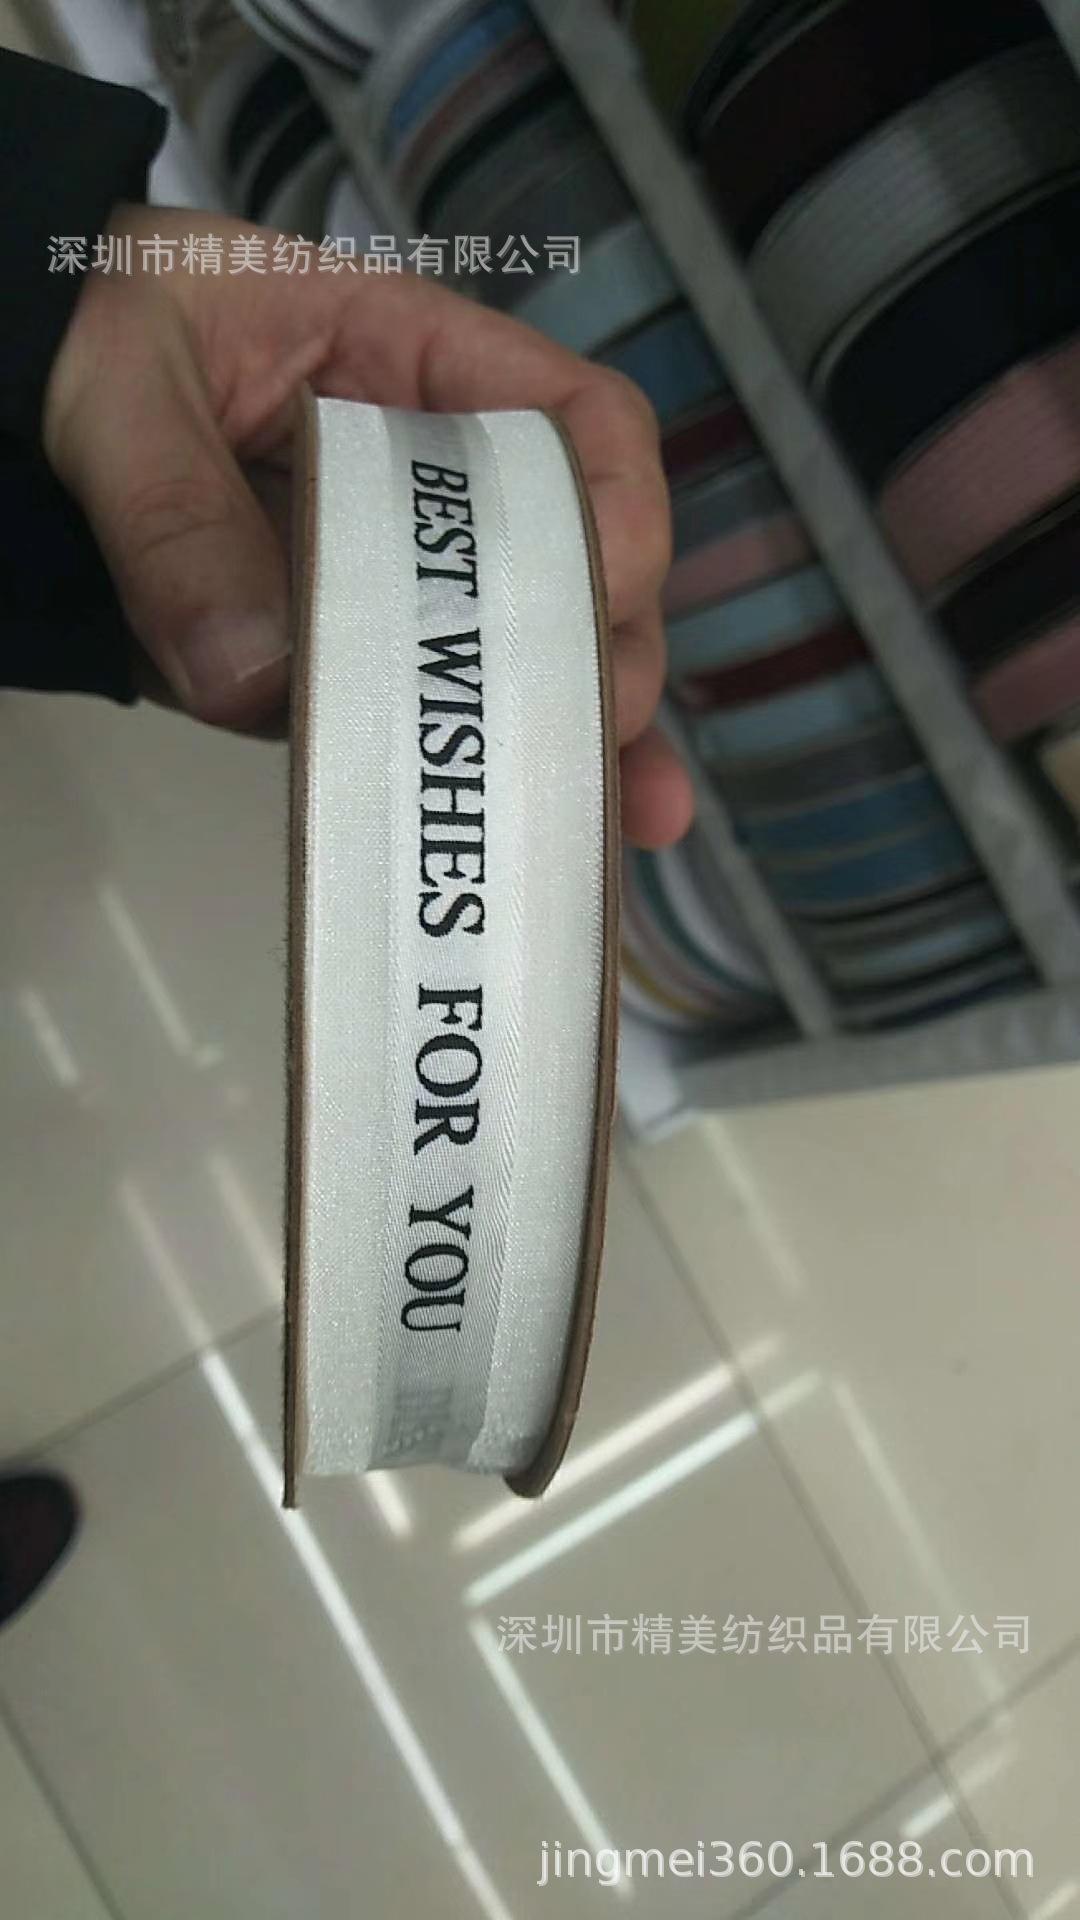 深圳市精美纺织品有限公司
BEST WISHES FOR YOU
深圳市精美纺织品有限公司
jingmei360.1688.com